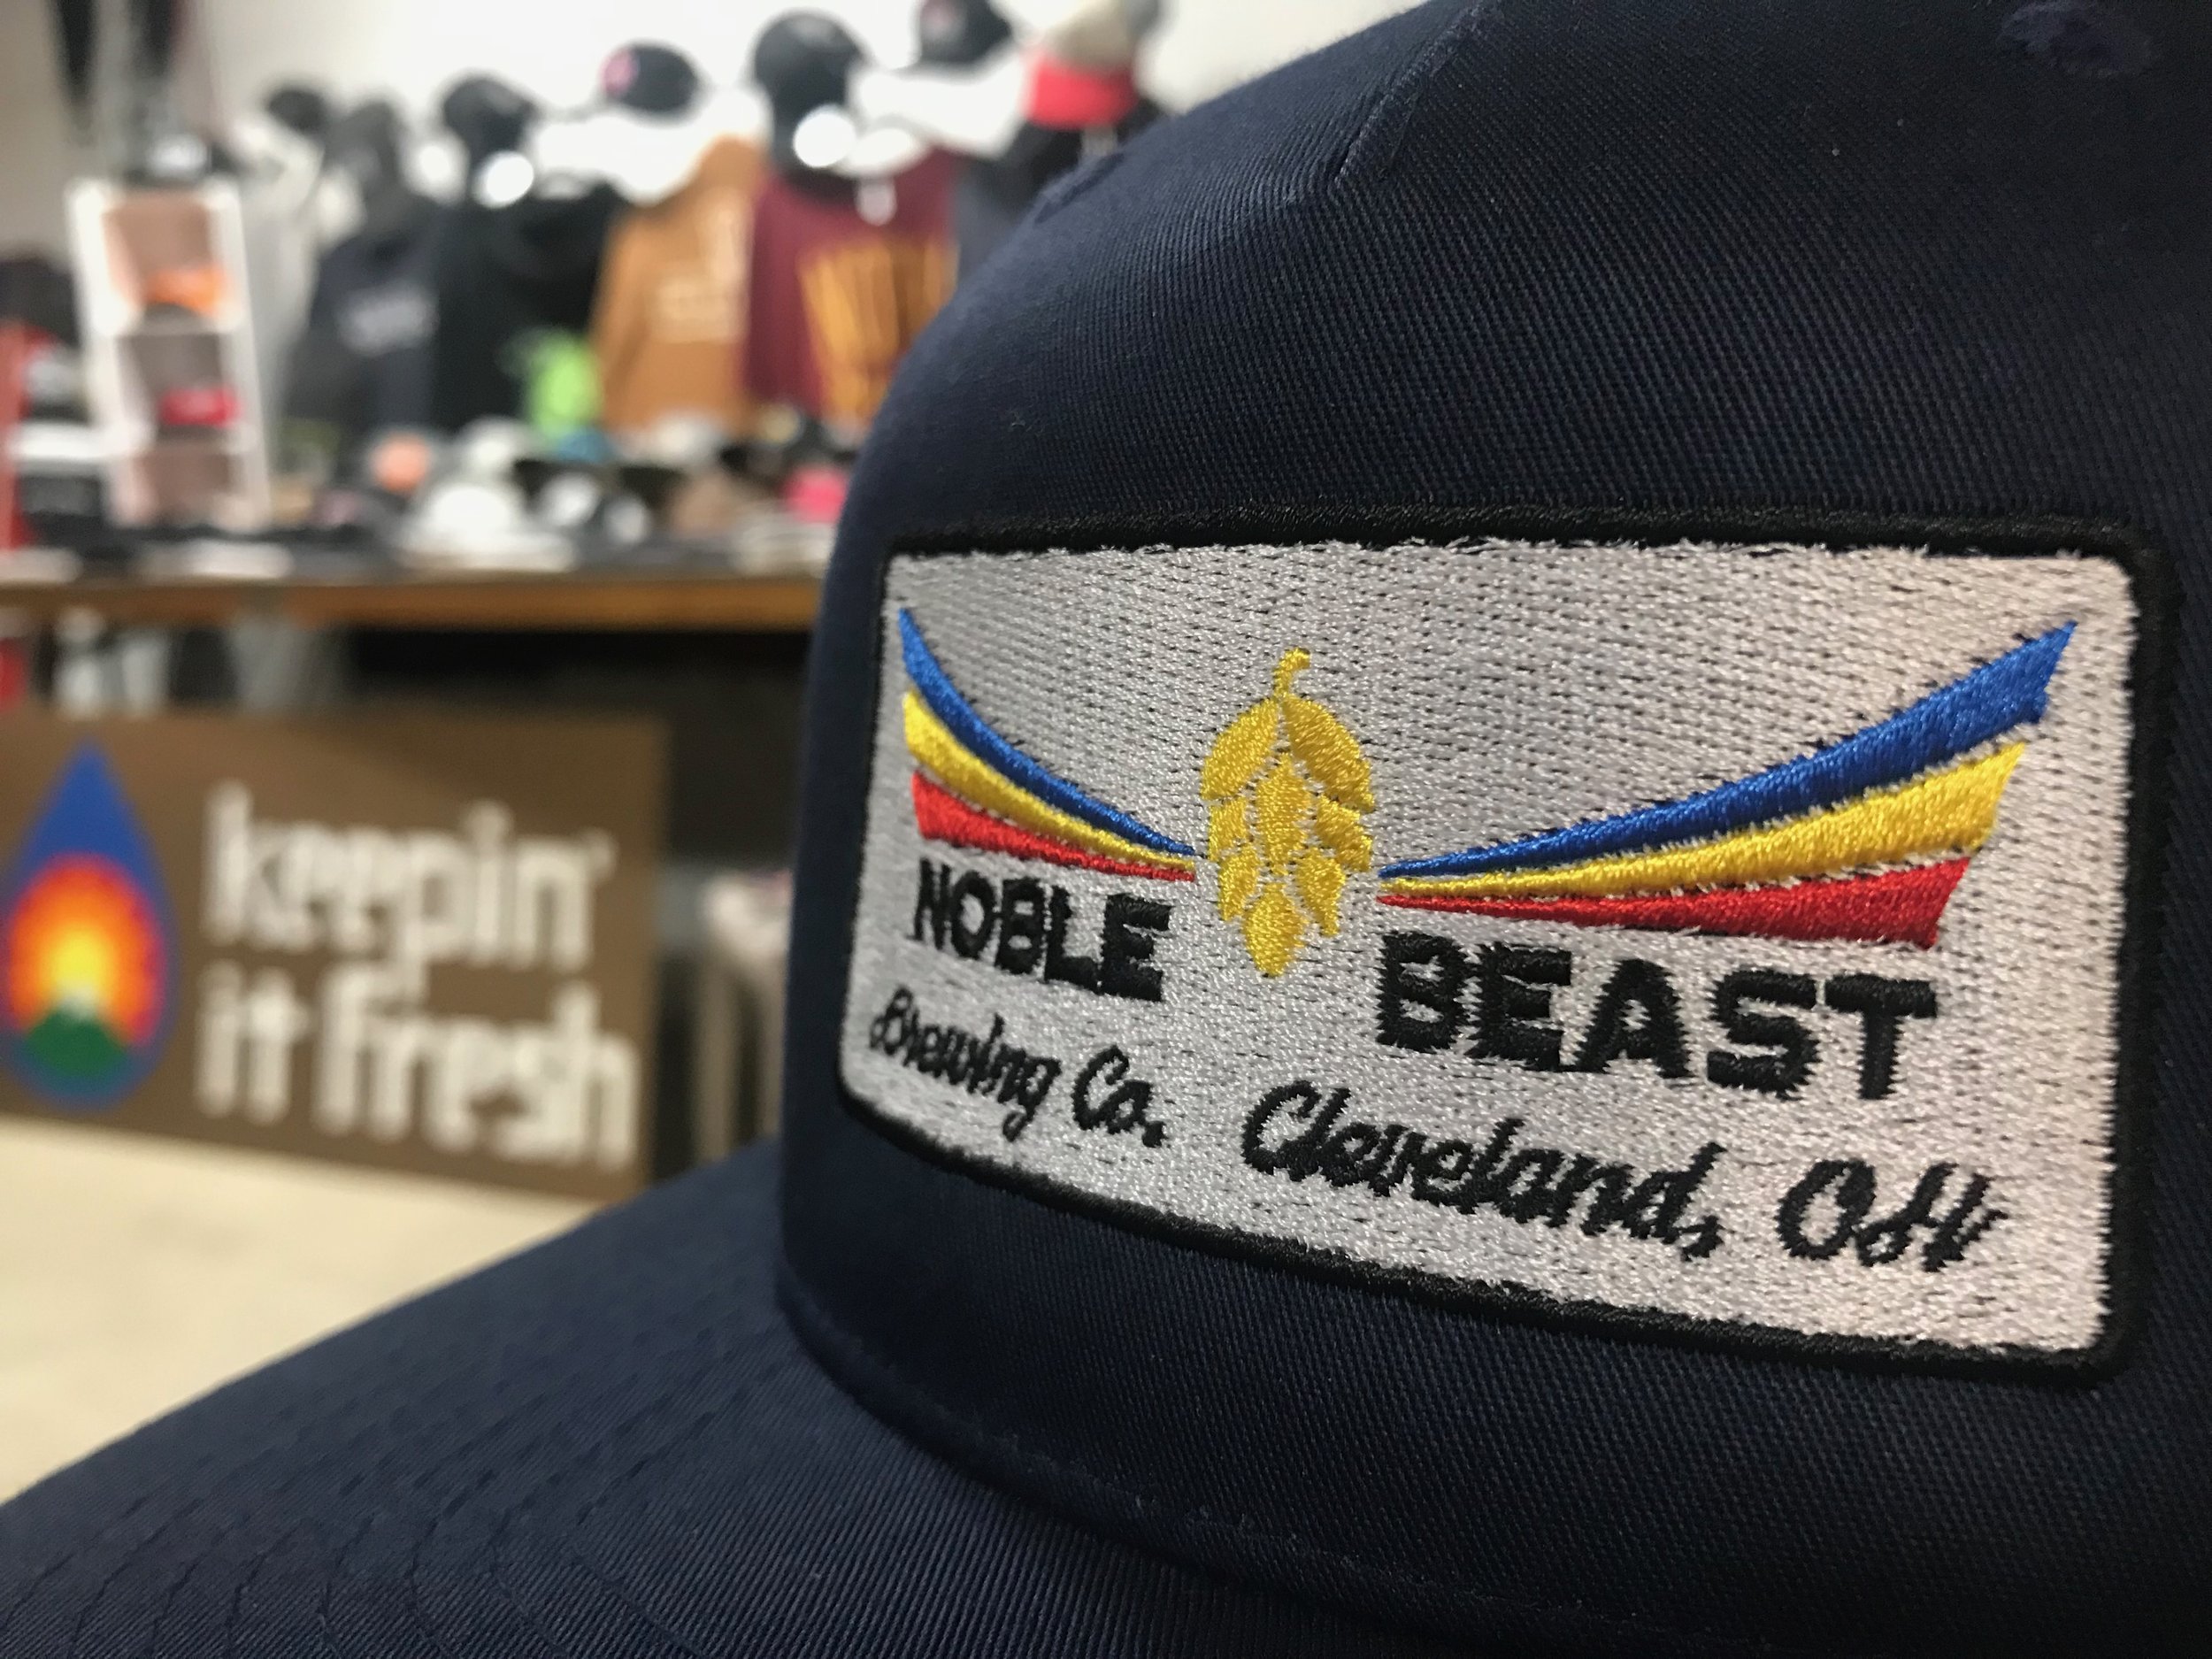 NOBLE BEAST
Brewing Co. Cleveland, OH
keepin'
it fresh